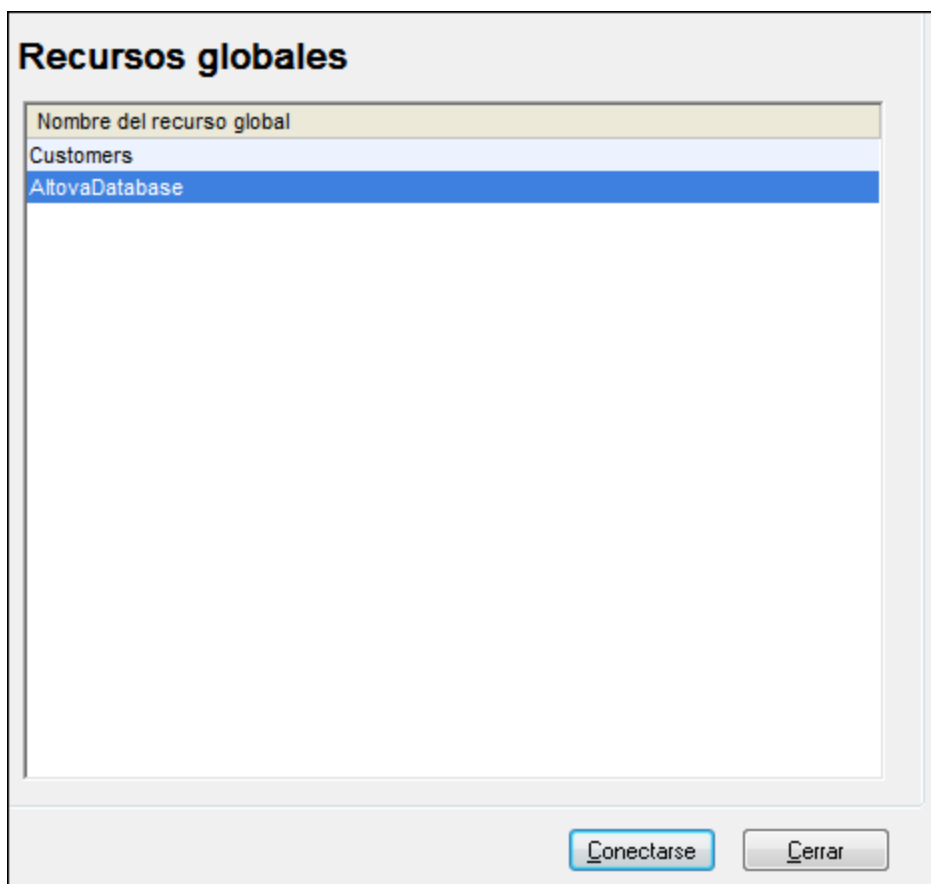 Recursos globales
Nombre del recurso global
Customers
AltovaDatabase
Conectarse
Cerrar